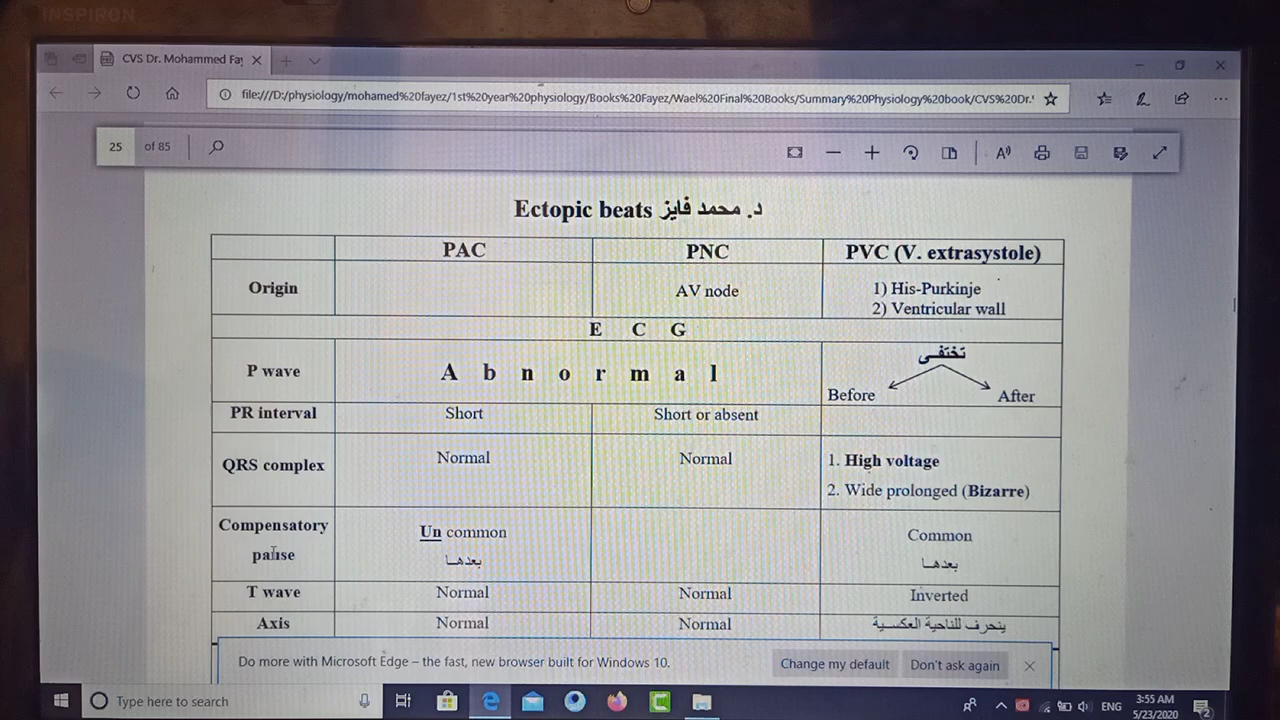 INSPIRON
CVS Dr. Mohammed Fay
file:///D:/physiology/mohamed%20fayez/1st%20year%20physiology/Books%20Fayez/Wael%20Final%20Books/Summary%20Physiology%20book/CVS%20Dr.
25 of 85
Ectopic beats د. محمد فايز
PAC PNC PVC (V. extrasystole)
Origin AV node 1) His-Purkinje
2) Ventricular wall
E C G
P wave A b n o r m a l تختفى
Before After
PR interval Short Short or absent
QRS complex Normal Normal 1. High voltage
2. Wide prolonged (Bizarre)
Compensatory pause Un common Common
بعدها بعدها
T wave Normal Normal Inverted
Axis Normal Normal ينحرف للناحية العكسية
Do more with Microsoft Edge – the fast, new browser built for Windows 10. Change my default Don't ask again
Type here to search ENG 3:55 AM
5/23/2020 2